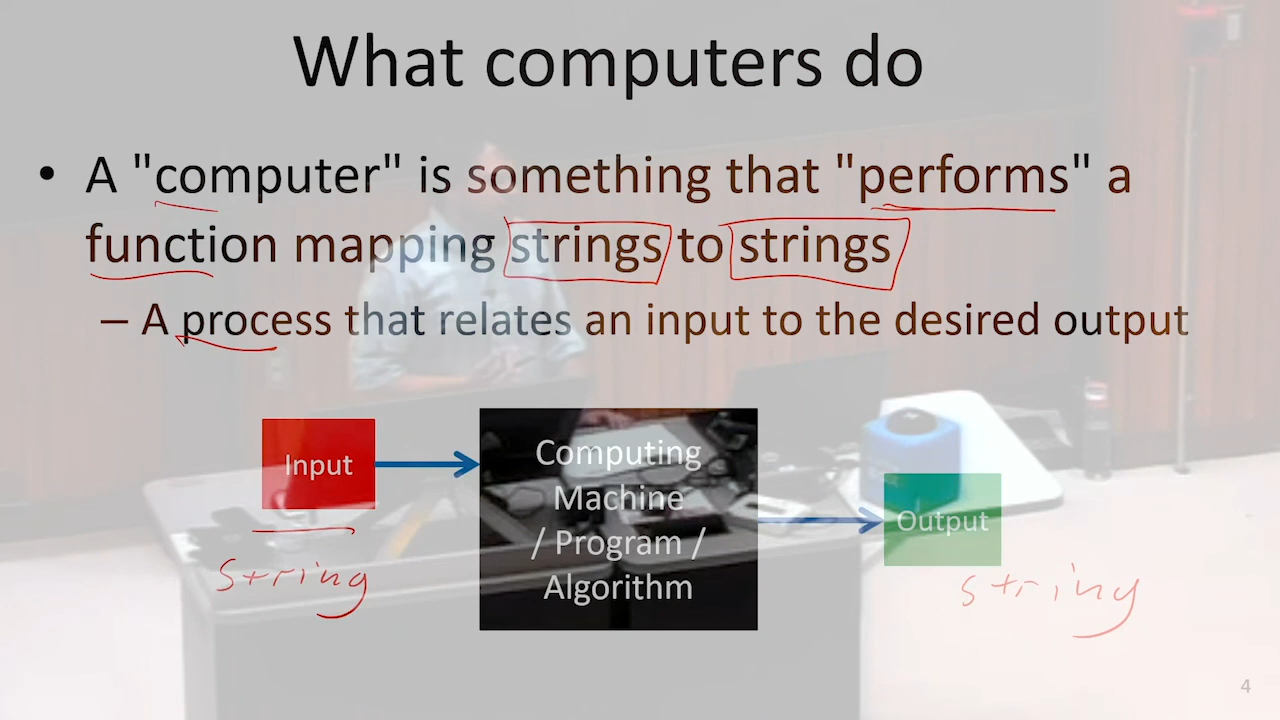 What computers do
• A "computer" is something that "performs" a
function mapping strings to strings
– A process that relates an input to the desired output
Input
Computing
Machine
/ Program /
Algorithm
Output
string
string
4